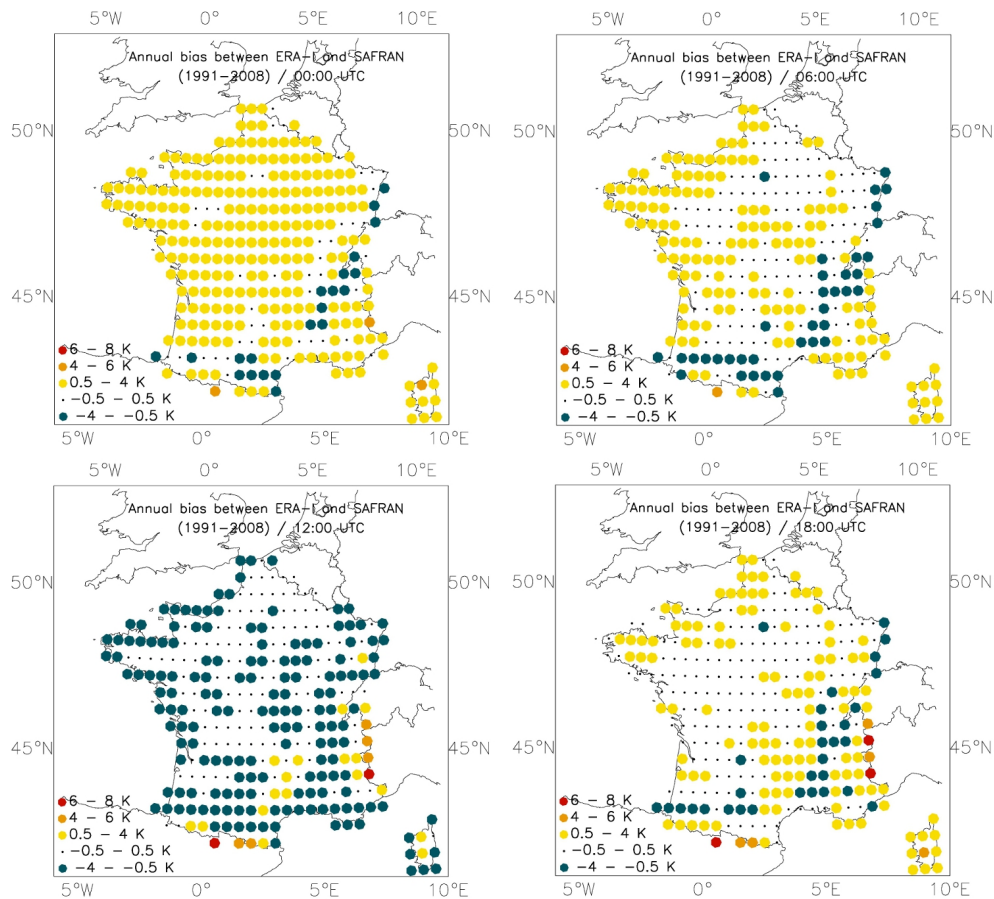 5°W 0° 5°E 10°E
Annual bias between ERA-I and SAFRAN
(1991-2008) / 00:00 UTC
50°N
45°N
6 - 8 K
4 - 6 K
0.5 - 4 K
-0.5 - 0.5 K
-4 - -0.5 K
5°W 0° 5°E 10°E
5°W 0° 5°E 10°E
Annual bias between ERA-I and SAFRAN
(1991-2008) / 06:00 UTC
50°N
45°N
6 - 8 K
4 - 6 K
0.5 - 4 K
-0.5 - 0.5 K
-4 - -0.5 K
5°W 0° 5°E 10°E
5°W 0° 5°E 10°E
Annual bias between ERA-I and SAFRAN
(1991-2008) / 12:00 UTC
50°N 50°N
45°N 45°N
6 - 8 K
4 - 6 K
0.5 - 4 K
-0.5 - 0.5 K
-4 - -0.5 K
5°W 0° 5°E 10°E
5°W 0° 5°E 10°E
Annual bias between ERA-I and SAFRAN
(1991-2008) / 18:00 UTC
50°N
45°N
6 - 8 K
4 - 6 K
0.5 - 4 K
-0.5 - 0.5 K
-4 - -0.5 K
5°W 0° 5°E 10°E